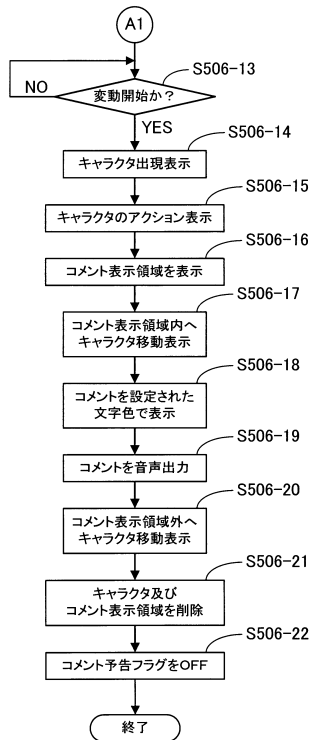 A1
S506-13
NO
変動開始か？
YES
S506-14
キャラクタ出現表示
S506-15
キャラクタのアクション表示
S506-16
コメント表示領域を表示
S506-17
コメント表示領域内へ
キャラクタ移動表示
S506-18
コメントを設定された
文字色で表示
S506-19
コメントを音声出力
S506-20
コメント表示領域外へ
キャラクタ移動表示
S506-21
キャラクタ及び
コメント表示領域を削除
S506-22
コメント予告フラグをOFF
終了